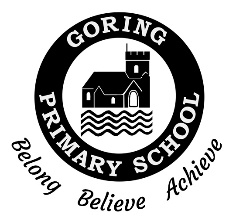 GORING
PRIMARY SCHOOL
Belong Believe Achieve